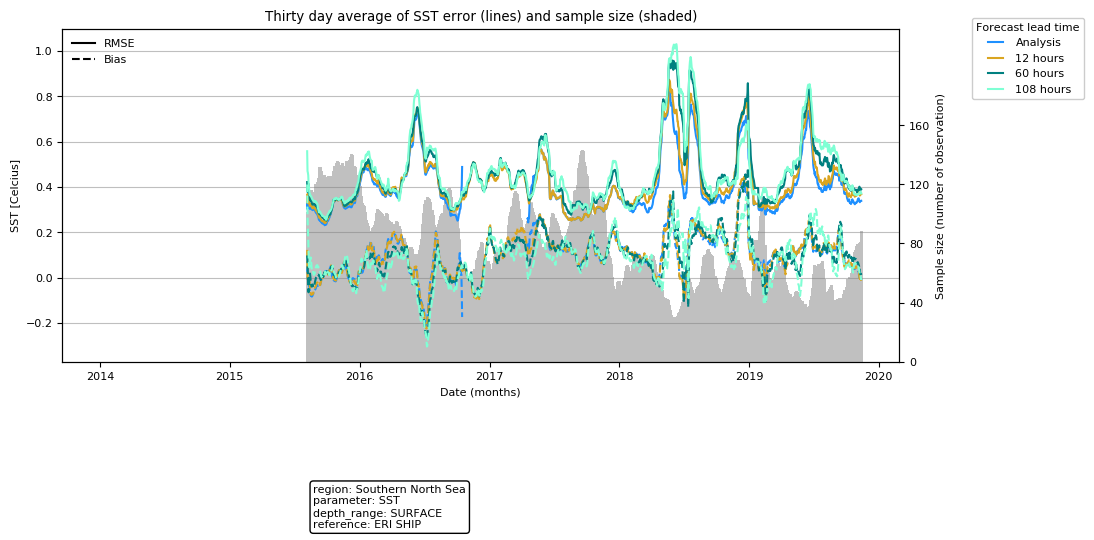 Thirty day average of SST error (lines) and sample size (shaded)
RMSE
Bias
Forecast lead time
Analysis
12 hours
60 hours
108 hours
SST [Celcius]
1.0
0.8
0.6
0.4
0.2
0.0
−0.2
Sample size (number of observation)
160
120
80
40
0
2014
2015
2016
2017
2018
2019
2020
Date (months)
region: Southern North Sea
parameter: SST
depth_range: SURFACE
reference: ERI SHIP